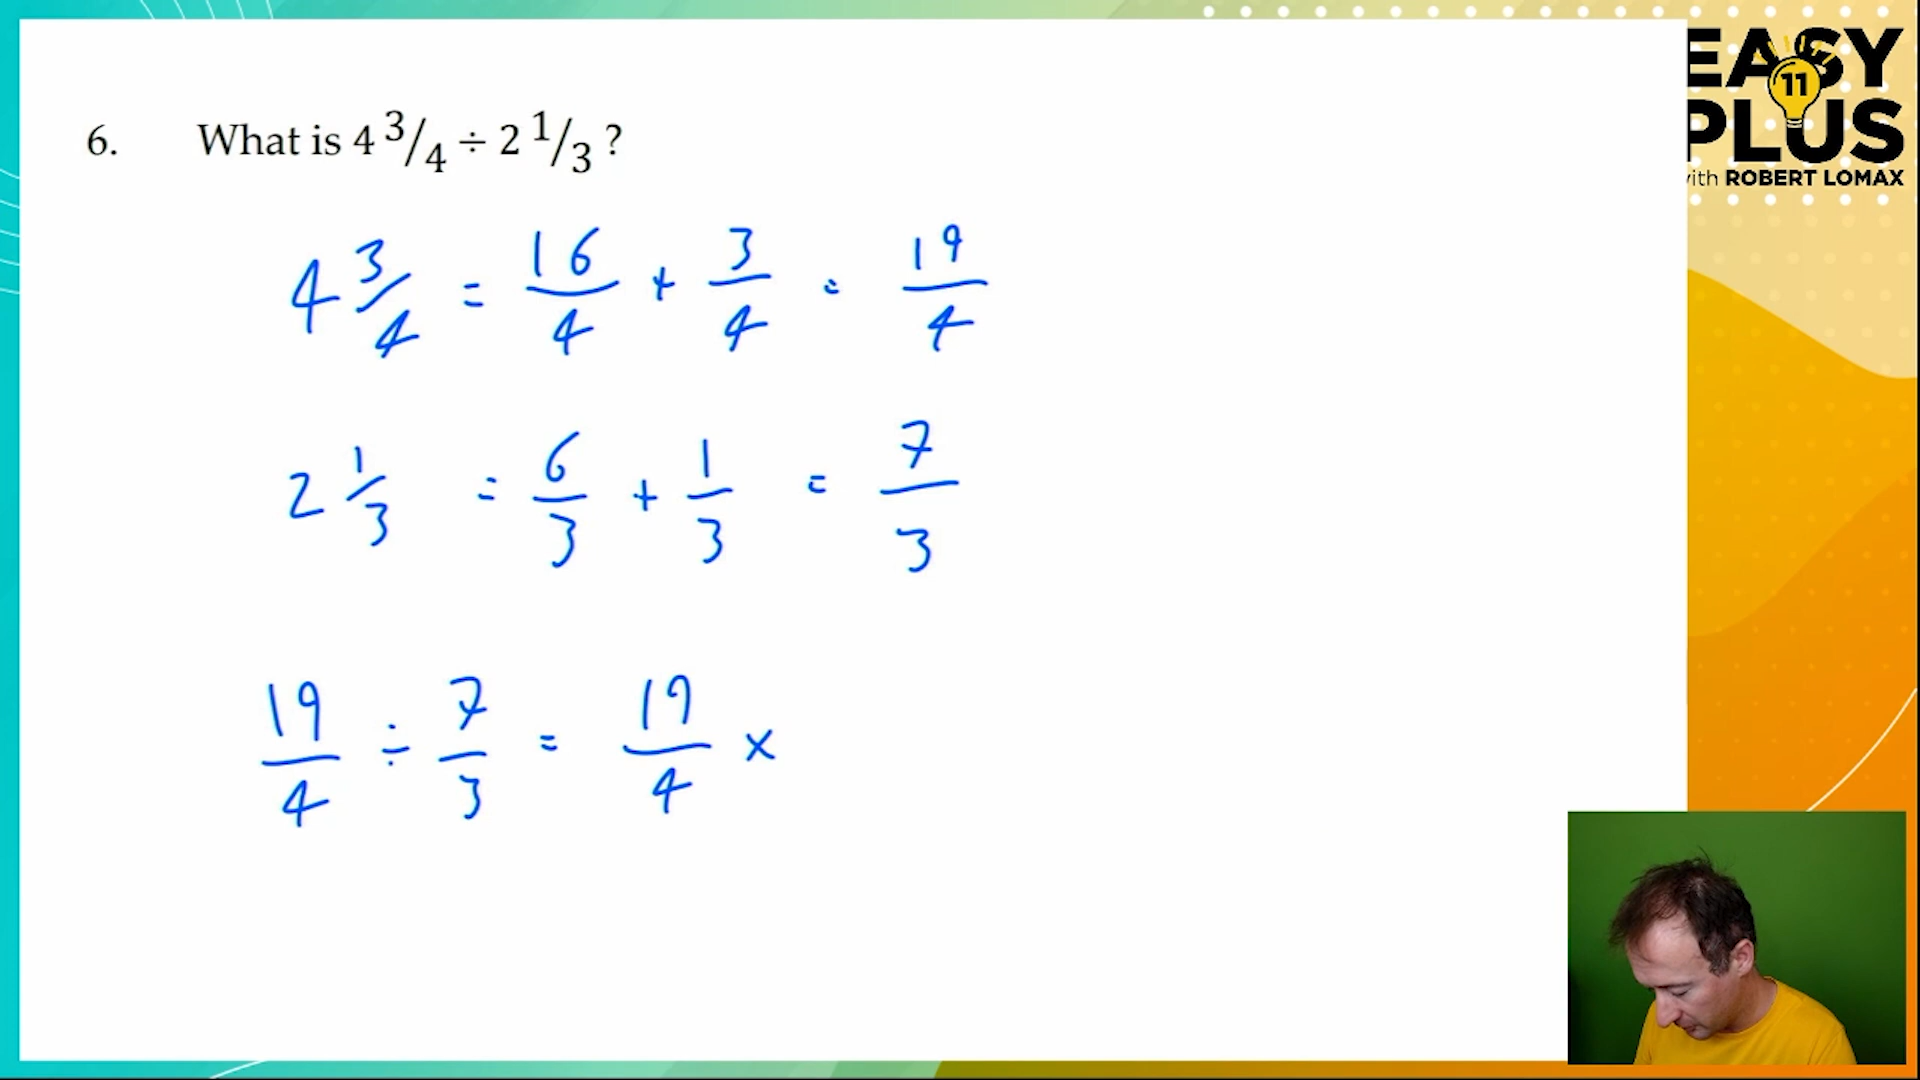 EASY
11
PLUS
with ROBERT LOMAX
6. What is 4 3/4 ÷ 2 1/3 ?
4 3/4 = 16/4 + 3/4 = 19/4
2 1/3 = 6/3 + 1/3 = 7/3
19/4 ÷ 7/3 = 19/4 ×